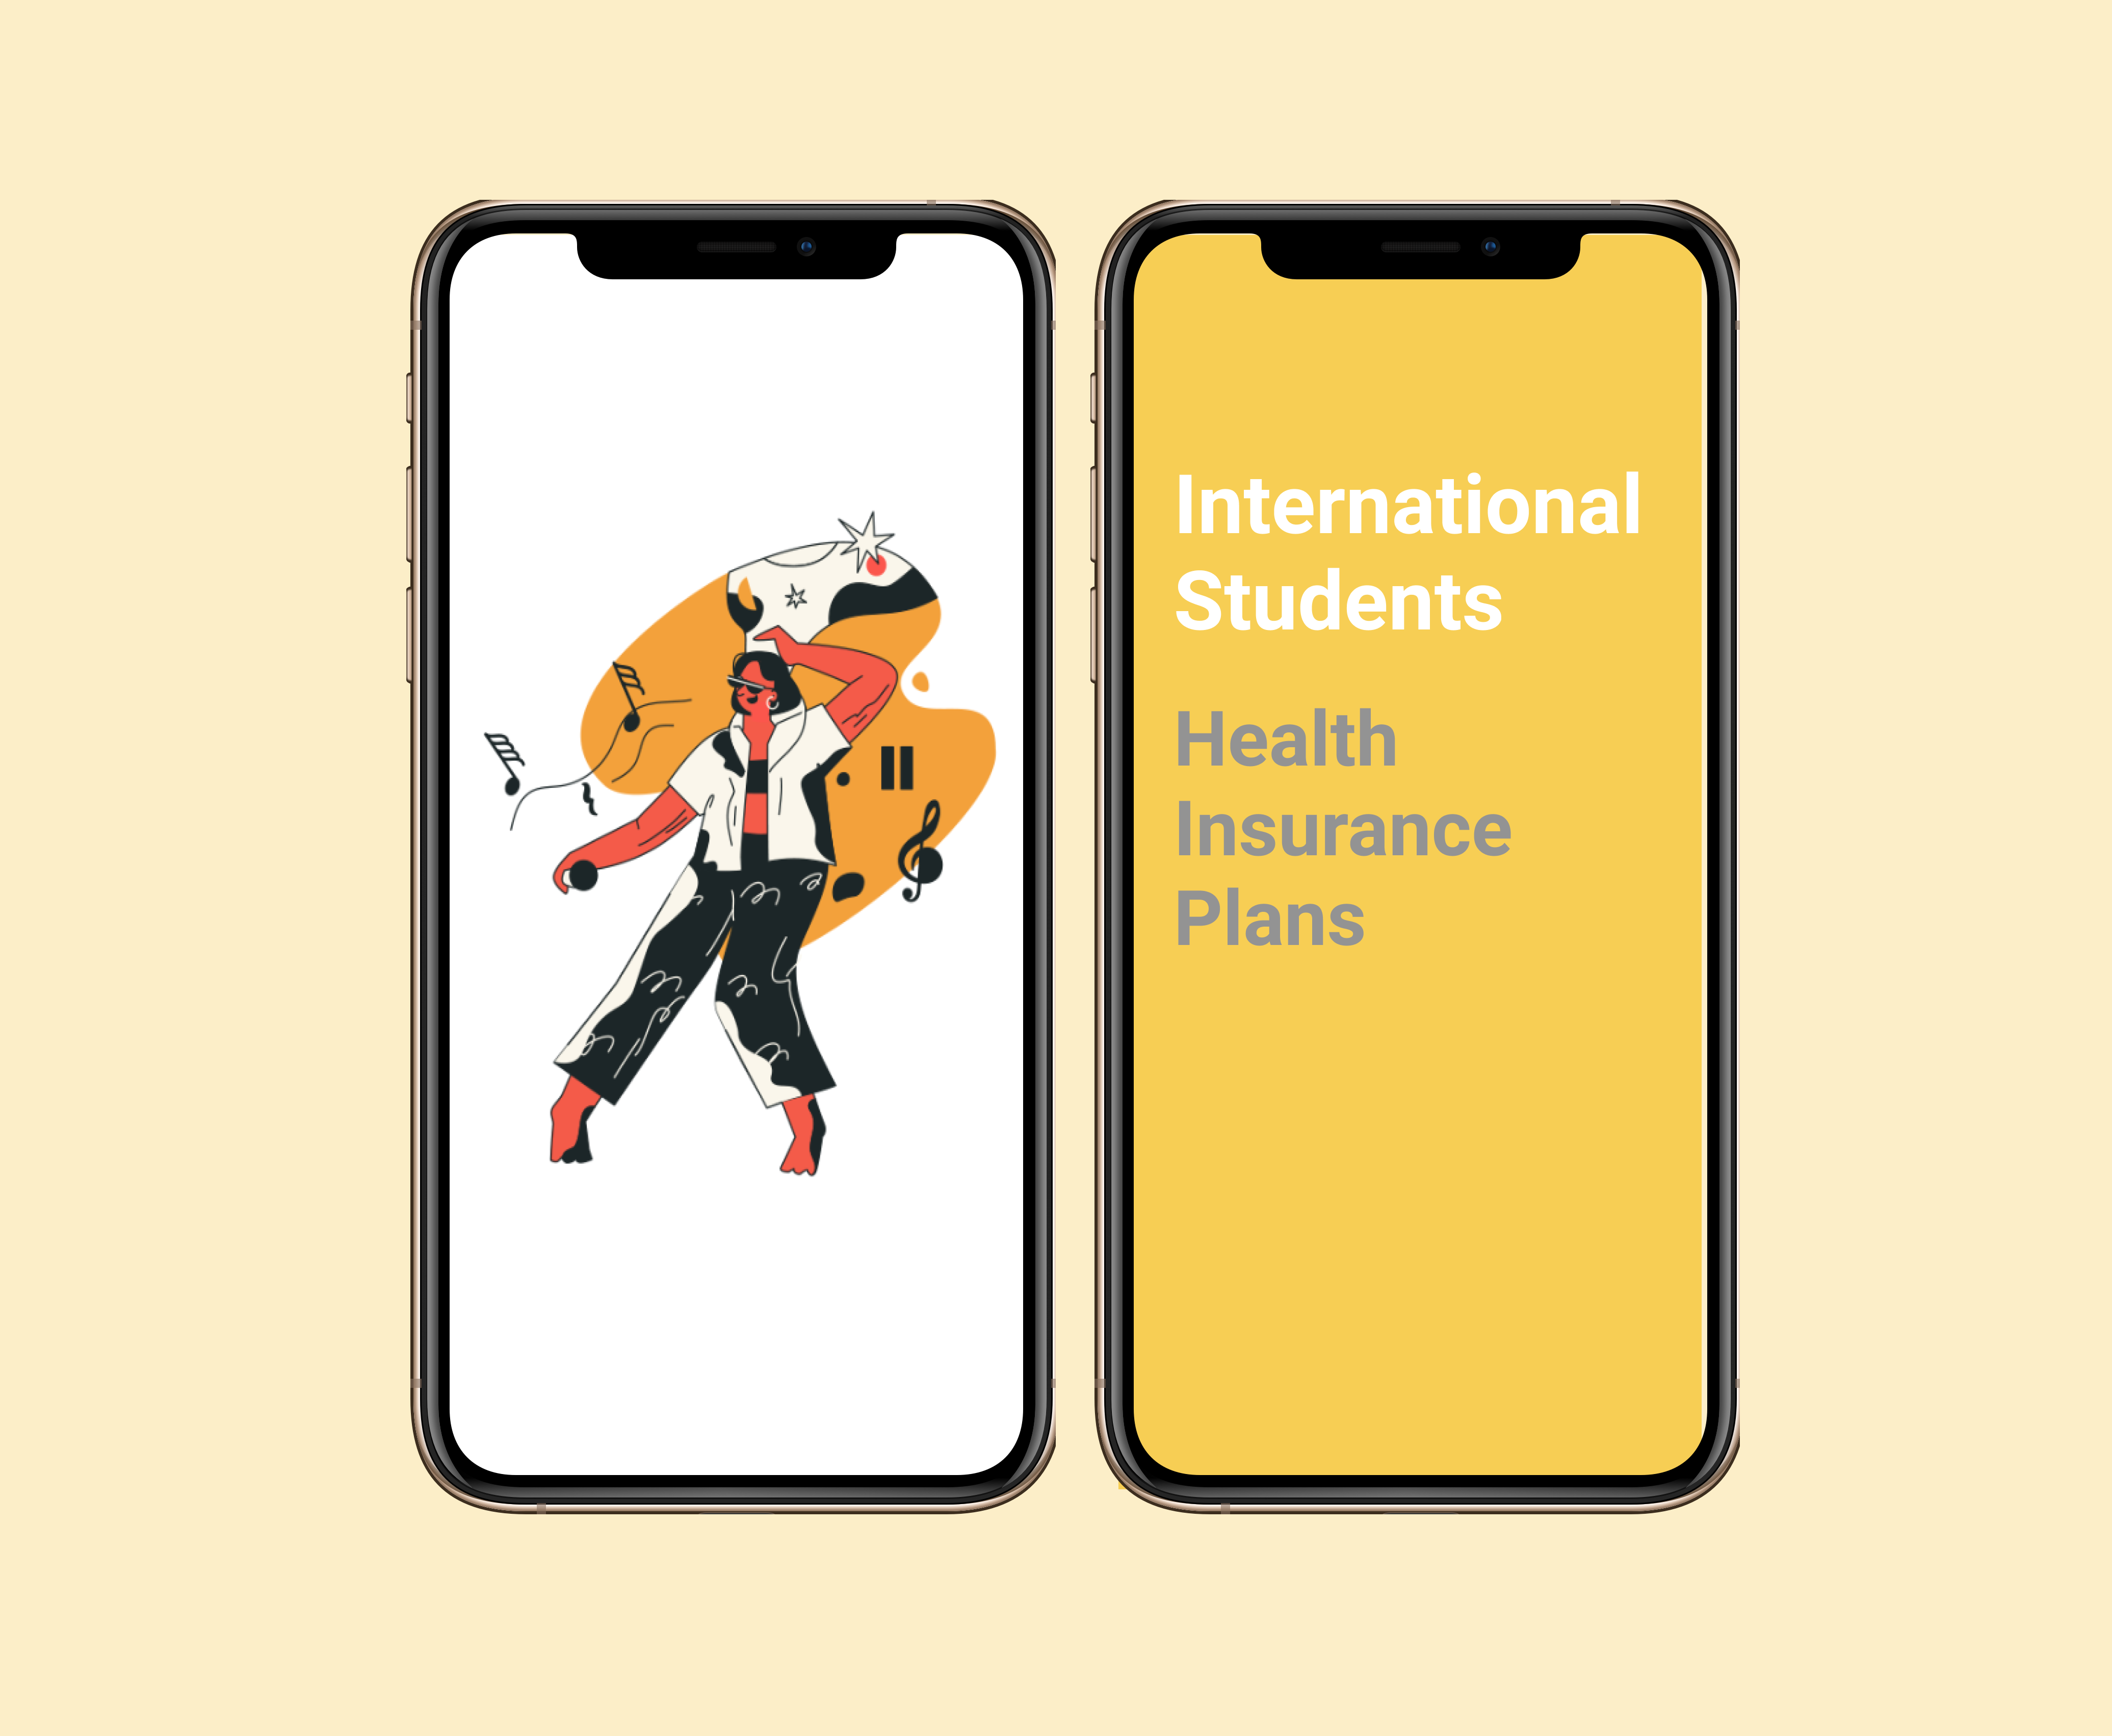 International
Students
Health
Insurance
Plans